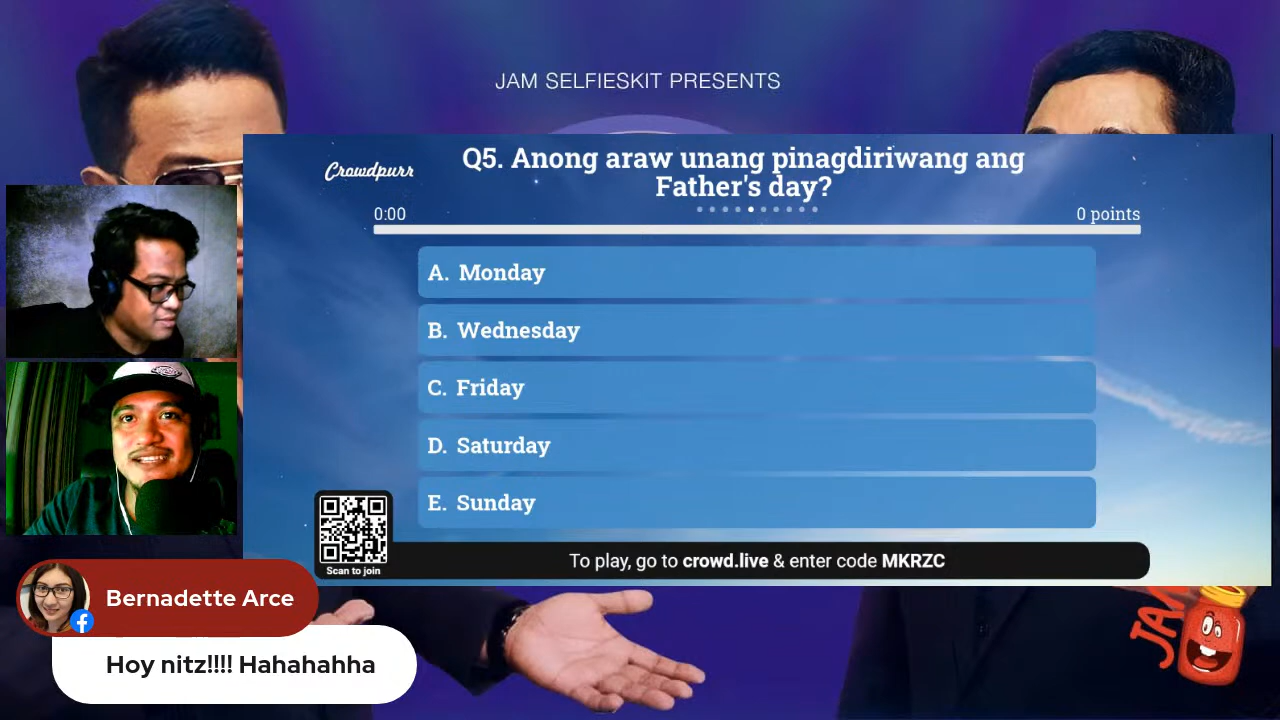 JAM SELFIESKIT PRESENTS
Crowdpurr
Q5. Anong araw unang pinagdiriwang ang
Father's day?
0:00
0 points
A. Monday
B. Wednesday
C. Friday
D. Saturday
E. Sunday
Scan to join
To play, go to crowd.live & enter code MKRZC
Bernadette Arce
Hoy nitz!!!! Hahahahha
JAM